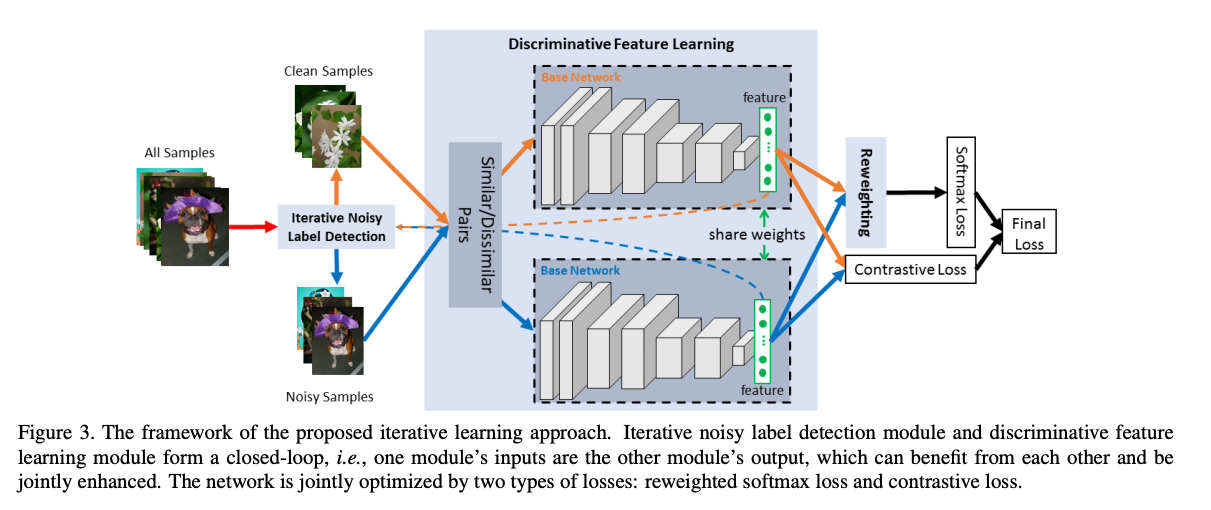 Discriminative Feature Learning
Clean Samples
Base Network
feature
All Samples
Similar/Dissimilar
Pairs
Reweighting
Softmax Loss
Iterative Noisy
Label Detection
share weights
Final
Loss
Contrastive Loss
Base Network
feature
Noisy Samples
Figure 3. The framework of the proposed iterative learning approach. Iterative noisy label detection module and discriminative feature
learning module form a closed-loop, i.e., one module's inputs are the other module's output, which can benefit from each other and be
jointly enhanced. The network is jointly optimized by two types of losses: reweighted softmax loss and contrastive loss.